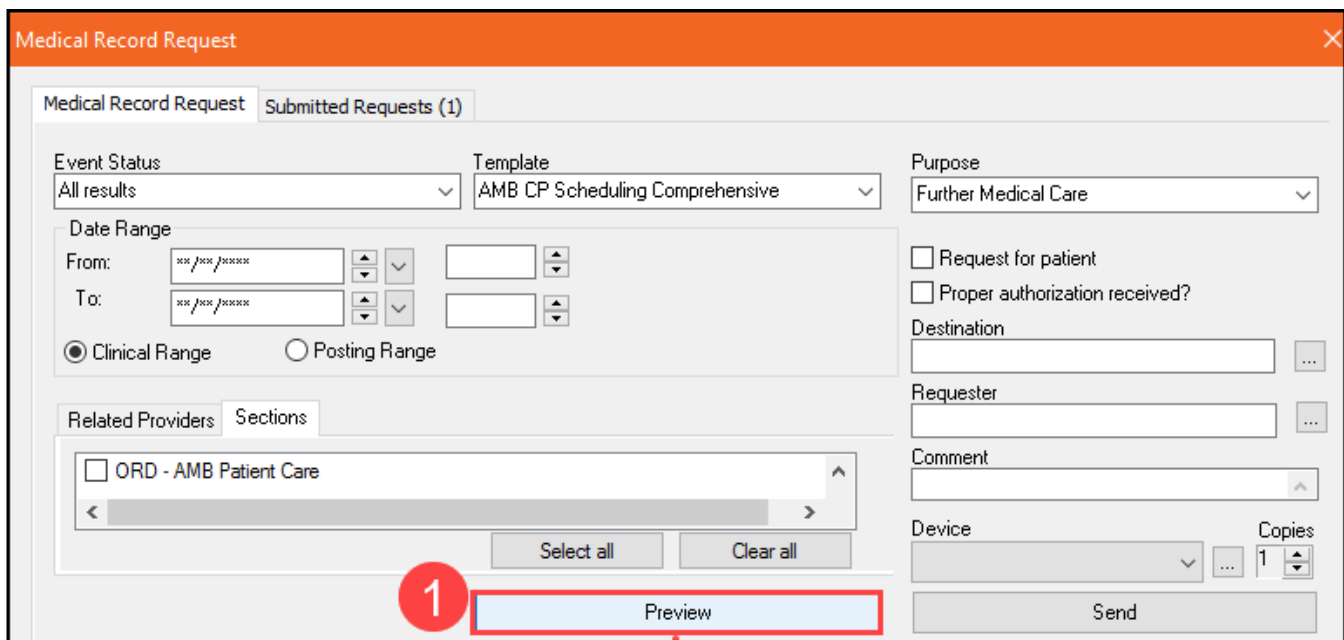 Medical Record Request
Medical Record Request Submitted Requests (1)
Event Status Template Purpose
All results AMB CP Scheduling Comprehensive Further Medical Care
Date Range
From: **/**/****
Request for patient
To: **/**/****
Proper authorization received?
Clinical Range Posting Range
Destination
...
Related Providers Sections
Requester
...
ORD - AMB Patient Care
Comment
Select all Clear all
Device Copies
... 1
1 Preview Send